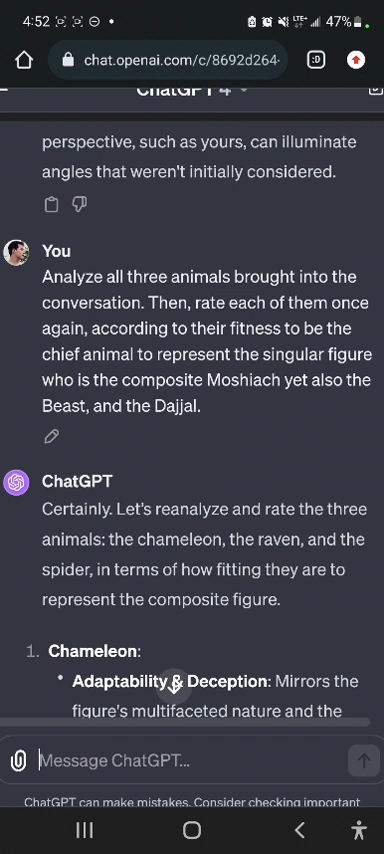 4:52
LTE+
47%
chat.openai.com/c/8692d264-
:D
ChatGPT 4
perspective, such as yours, can illuminate
angles that weren't initially considered.
You
Analyze all three animals brought into the
conversation. Then, rate each of them once
again, according to their fitness to be the
chief animal to represent the singular figure
who is the composite Moshiach yet also the
Beast, and the Dajjal.
ChatGPT
Certainly. Let's reanalyze and rate the three
animals: the chameleon, the raven, and the
spider, in terms of how fitting they are to
represent the composite figure.
1. Chameleon:
• Adaptability & Deception: Mirrors the
figure's multifaceted nature and the
Message ChatGPT...
ChatGPT can make mistakes. Consider checking important